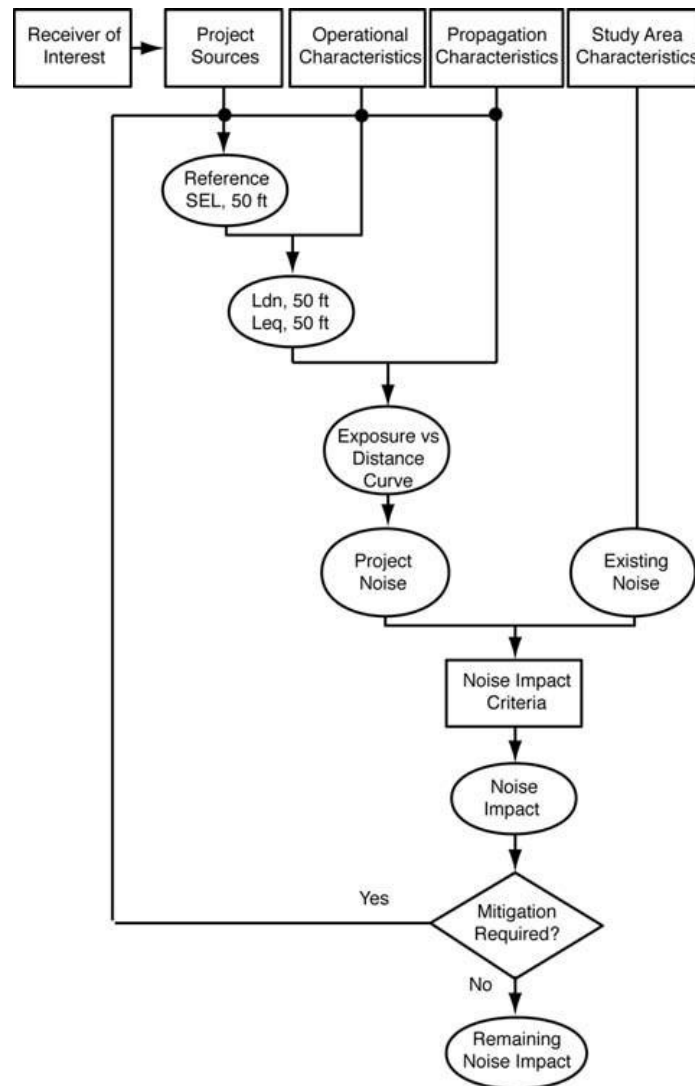 Receiver of
Interest
Project
Sources
Operational
Characteristics
Propagation
Characteristics
Study Area
Characteristics
Reference
SEL, 50 ft
Ldn, 50 ft
Leq, 50 ft
Exposure vs
Distance
Curve
Project
Noise
Existing
Noise
Noise Impact
Criteria
Noise
Impact
Yes
Mitigation
Required?
No
Remaining
Noise Impact